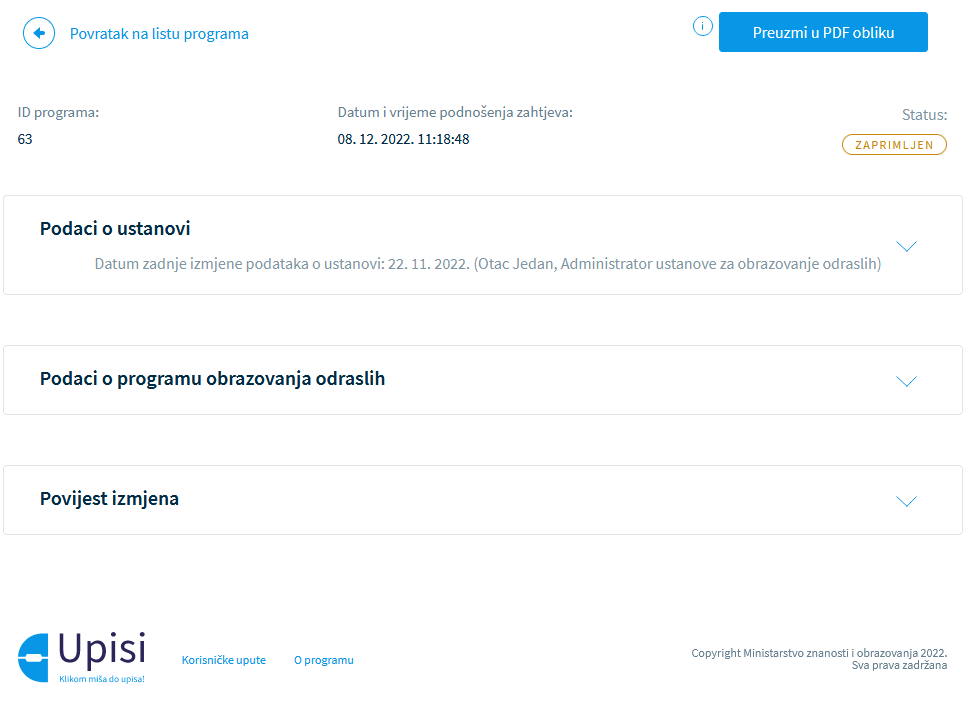 Povratak na listu programa
i
Preuzmi u PDF obliku
ID programa:
63
Datum i vrijeme podnošenja zahtjeva:
08. 12. 2022. 11:18:48
Status:
ZAPRIMLJEN
Podaci o ustanovi
Datum zadnje izmjene podataka o ustanovi: 22. 11. 2022. (Otac Jedan, Administrator ustanove za obrazovanje odraslih)
Podaci o programu obrazovanja odraslih
Povijest izmjena
Upisi
Klikom miša do upisa!
Korisničke upute
O programu
Copyright Ministarstvo znanosti i obrazovanja 2022.
Sva prava zadržana